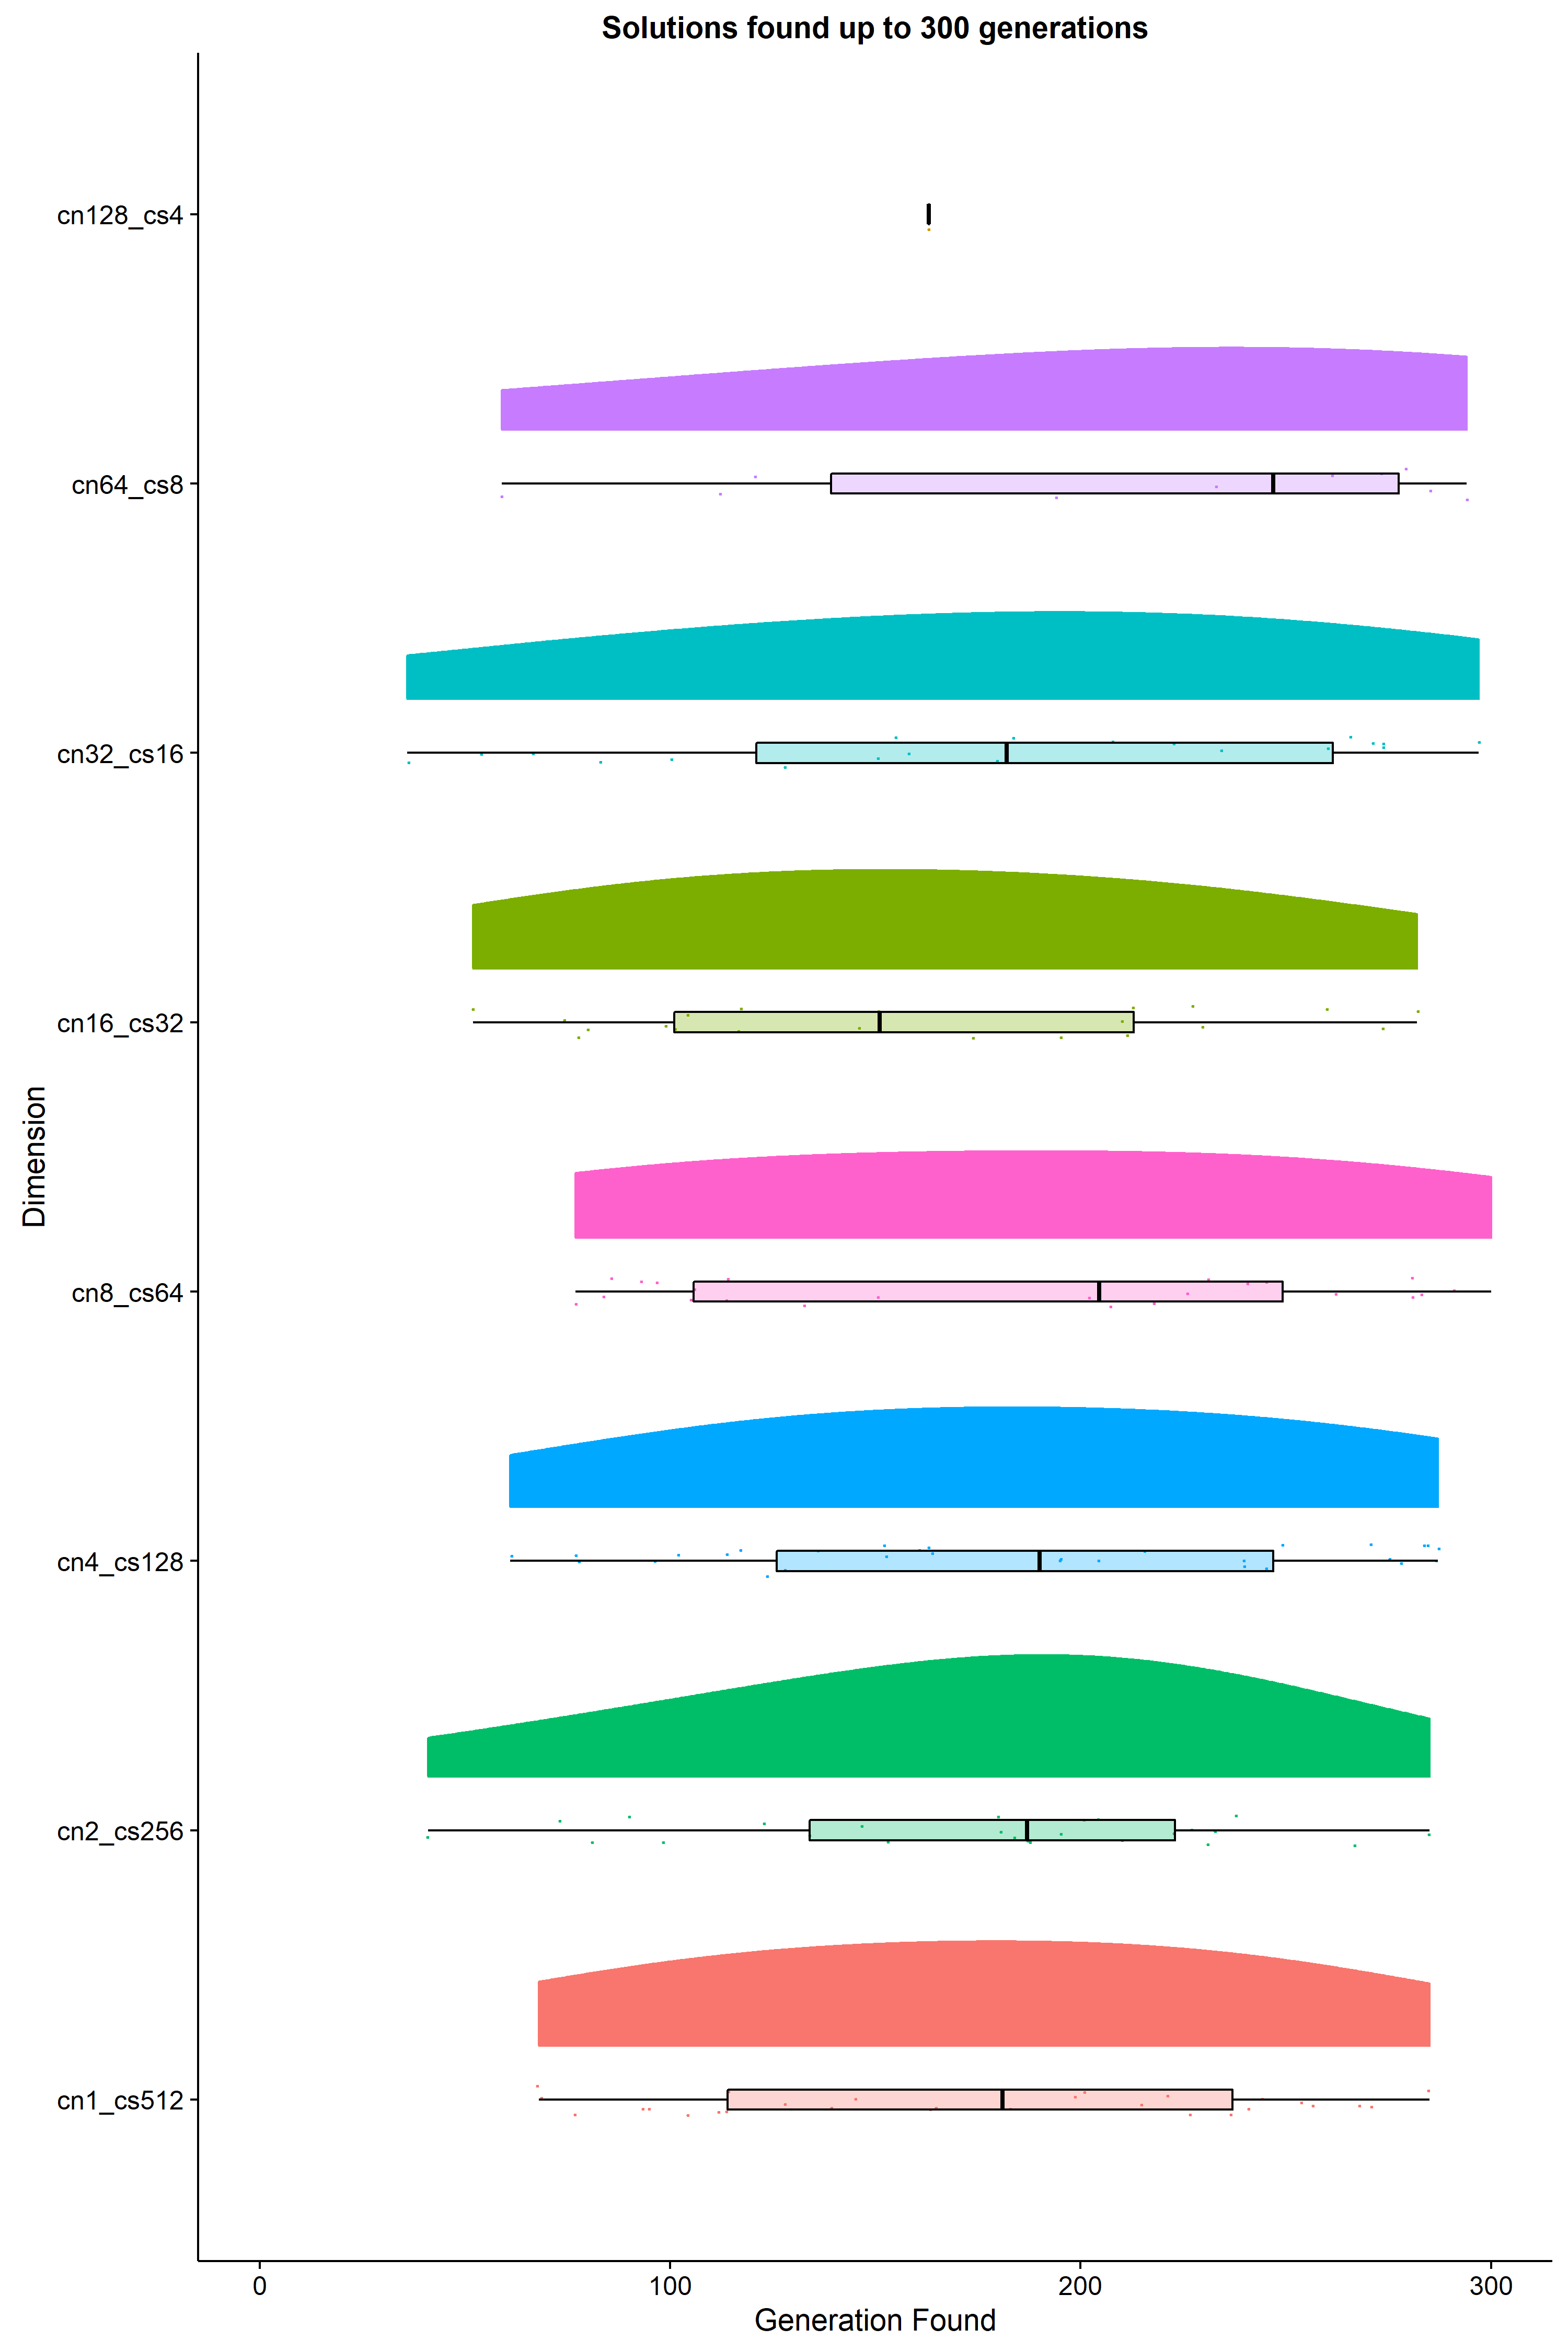 Solutions found up to 300 generations
cn128_cs4
cn64_cs8
cn32_cs16
cn16_cs32
Dimension
cn8_cs64
cn4_cs128
cn2_cs256
cn1_cs512
0 100 200 300
Generation Found